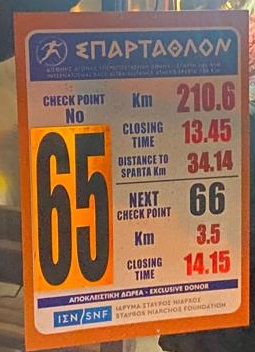 ΣΠΑΡΤΑΘΛΟΝ
CHECK POINT No 65
Km 210.6
CLOSING TIME 13.45
DISTANCE TO SPARTA Km 34.14
NEXT CHECK POINT 66
Km 3.5
CLOSING TIME 14.15
ΑΠΟΚΛΕΙΣΤΙΚΗ ΔΩΡΕΑ - EXCLUSIVE DONOR
ΙΣΝ/SNF
ΙΔΡΥΜΑ ΣΤΑΥΡΟΣ ΝΙΑΡΧΟΣ
STAVROS NIARCHOS FOUNDATION